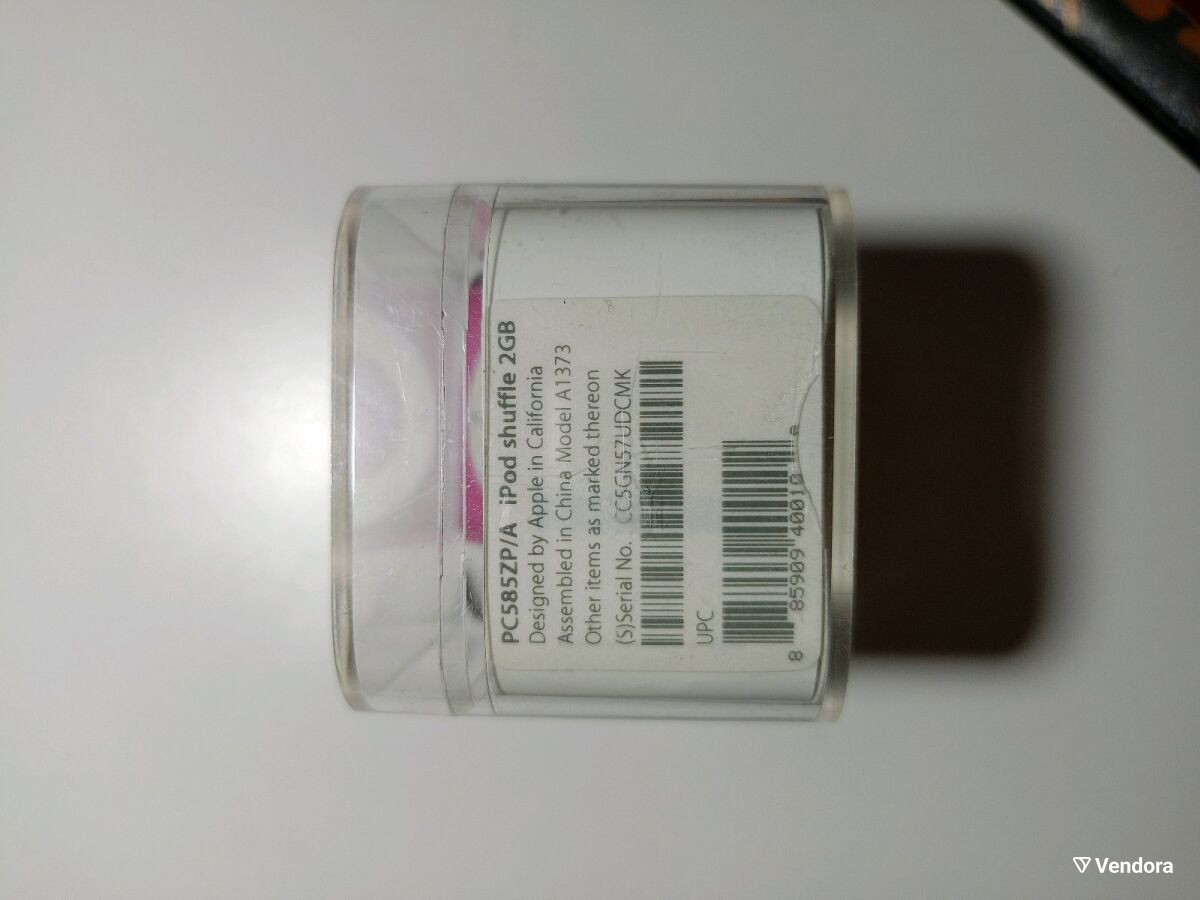 PC585ZP/A iPod shuffle 2GB
Designed by Apple in California
Assembled in China Model A1373
Other items as marked thereon
(S)Serial No. CC5GN57UDCMK
UPC
8 85909 40010
Vendora